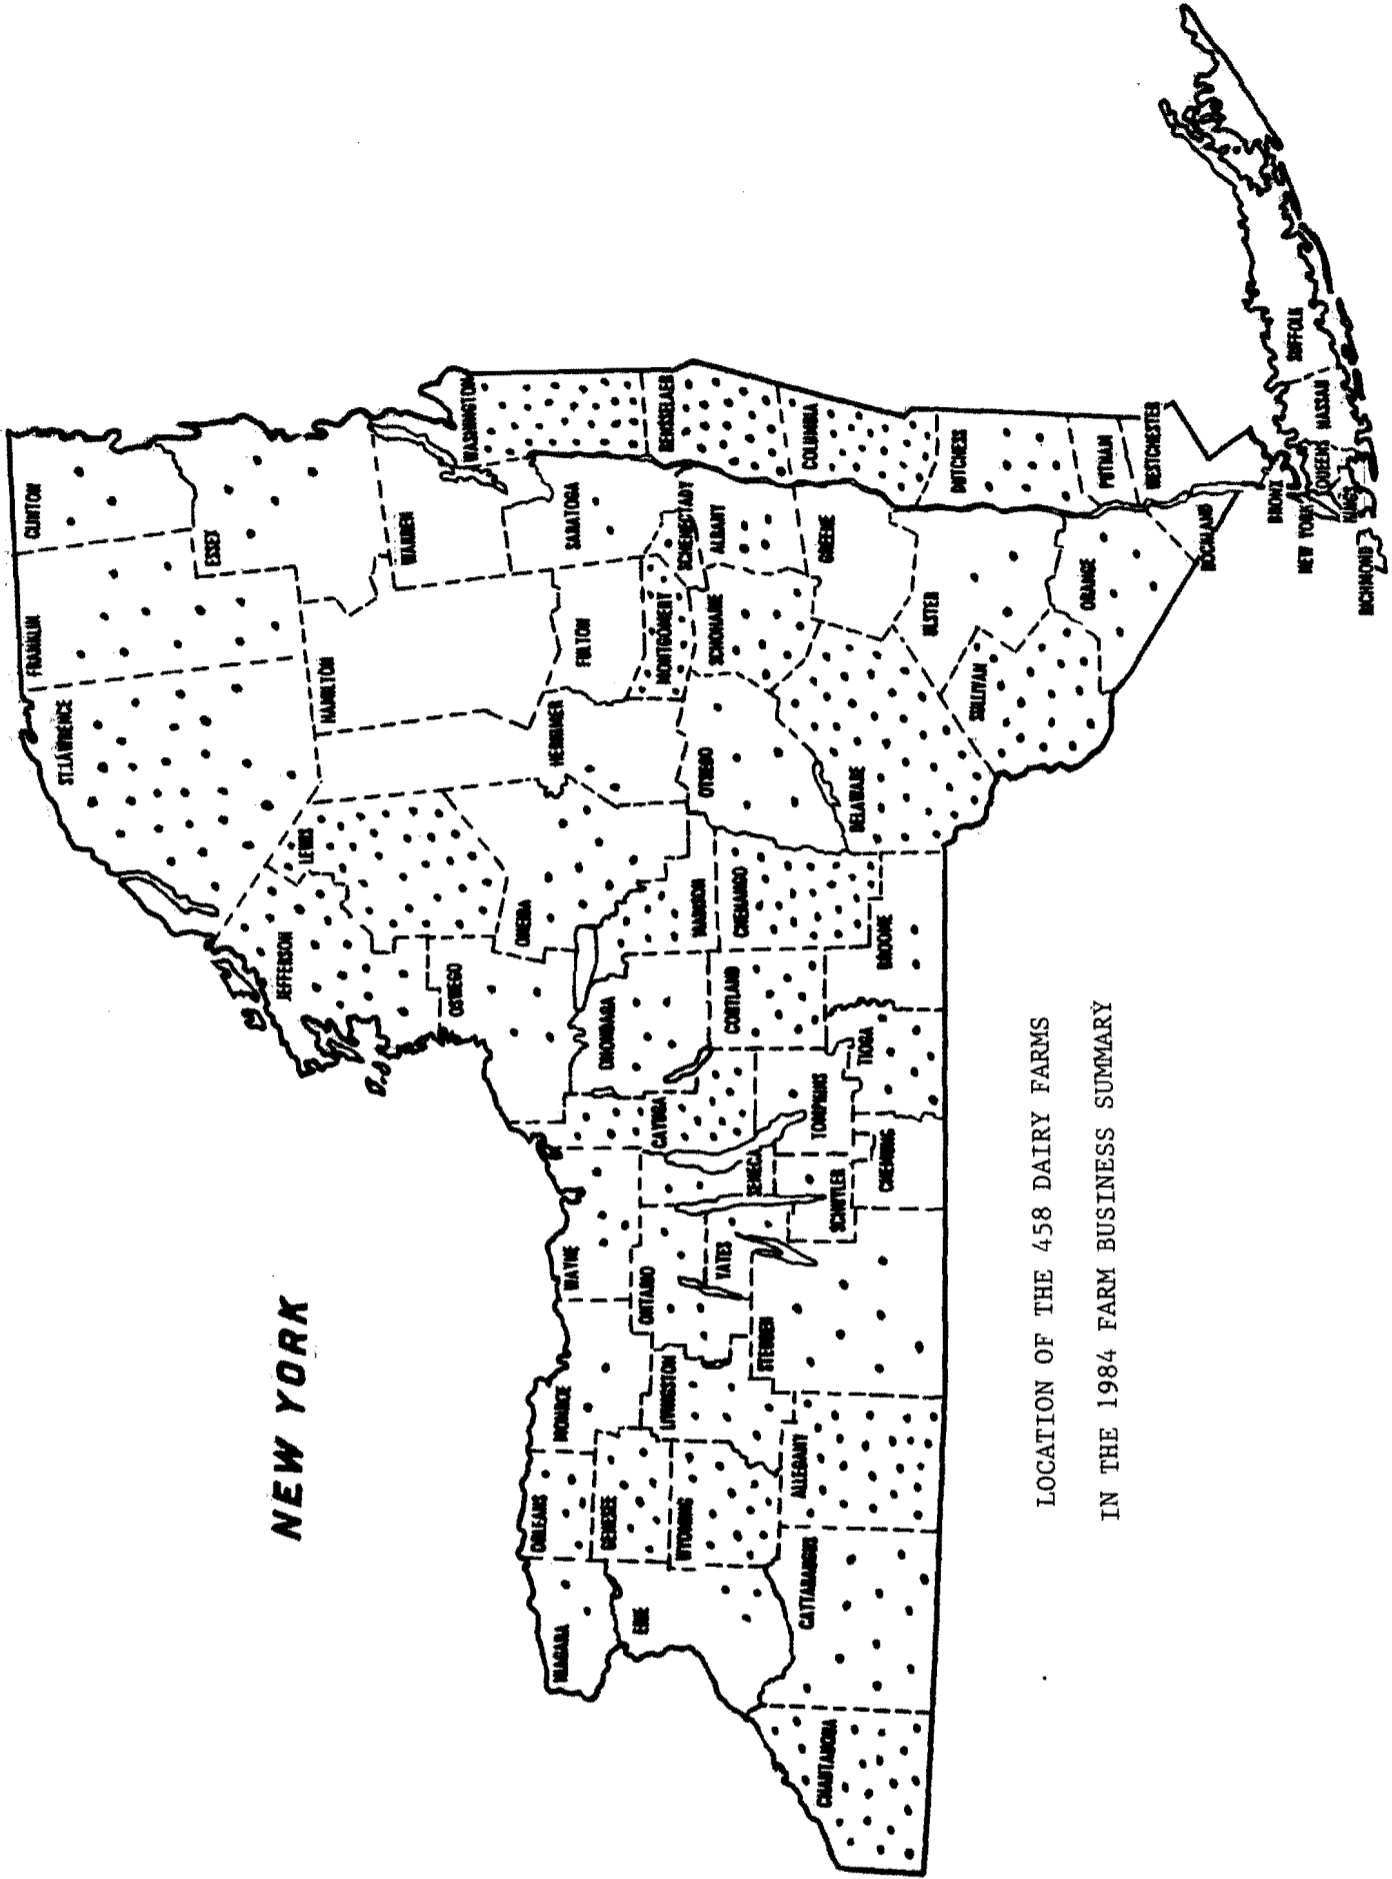 NEW YORK
CLINTON
FRANKLIN
ST.LAWRENCE
ESSEX
HAMILTON
WARREN
WASHINGTON
LEWIS
JEFFERSON
HERKIMER
ONEIDA
OSWEGO
FULTON
SARATOGA
MONTGOMERY
SCHENECTADY
RENSSELAER
ALBANY
SCHOHARIE
OTSEGO
MADISON
ONONDAGA
CAYUGA
WAYNE
MONROE
ORLEANS
NIAGARA
GENESEE
ERIE
WYOMING
LIVINGSTON
ONTARIO
YATES
SENECA
CORTLAND
CHENANGO
TOMPKINS
SCHUYLER
STEUBEN
ALLEGANY
CATTARAUGUS
CHAUTAUQUA
CHEMUNG
TIOGA
BROOME
DELAWARE
GREENE
COLUMBIA
ULSTER
DUTCHESS
SULLIVAN
ORANGE
PUTNAM
WESTCHESTER
ROCKLAND
BRONX
NEW YORK
QUEENS
KINGS
RICHMOND
NASSAU
SUFFOLK
LOCATION OF THE 458 DAIRY FARMS
IN THE 1984 FARM BUSINESS SUMMARY